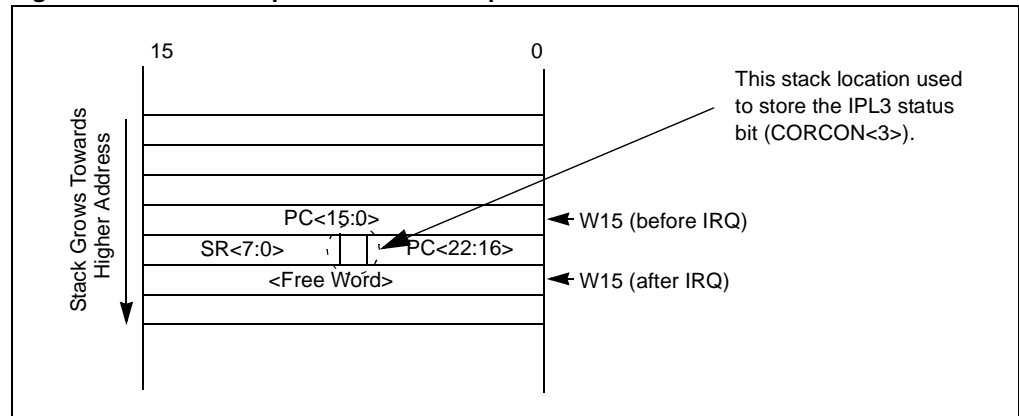 15
0
This stack location used
to store the IPL3 status
bit (CORCON<3>).
Stack Grows Towards
Higher Address
PC<15:0>
W15 (before IRQ)
SR<7:0>
PC<22:16>
<Free Word>
W15 (after IRQ)